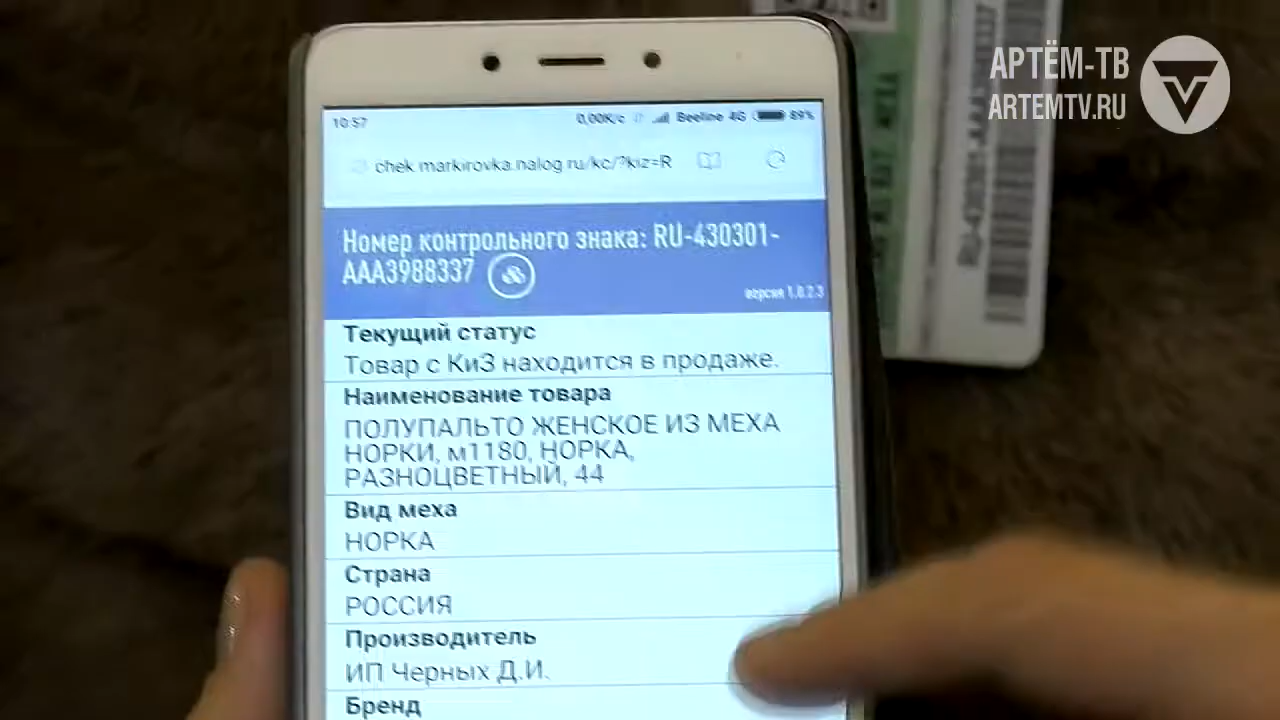 АРТЁМ-ТВ
ARTEMTV.RU
10:57
0,00K/c
Beeline 4G
89%
chek.markirovka.nalog.ru/kc/?kiz=R
Номер контрольного знака: RU-430301-
AAA3988337
версия 1.0.2.3
Текущий статус
Товар с КиЗ находится в продаже.
Наименование товара
ПОЛУПАЛЬТО ЖЕНСКОЕ ИЗ МЕХА
НОРКИ, м1180, НОРКА,
РАЗНОЦВЕТНЫЙ, 44
Вид меха
НОРКА
Страна
РОССИЯ
Производитель
ИП Черных Д.И.
Бренд